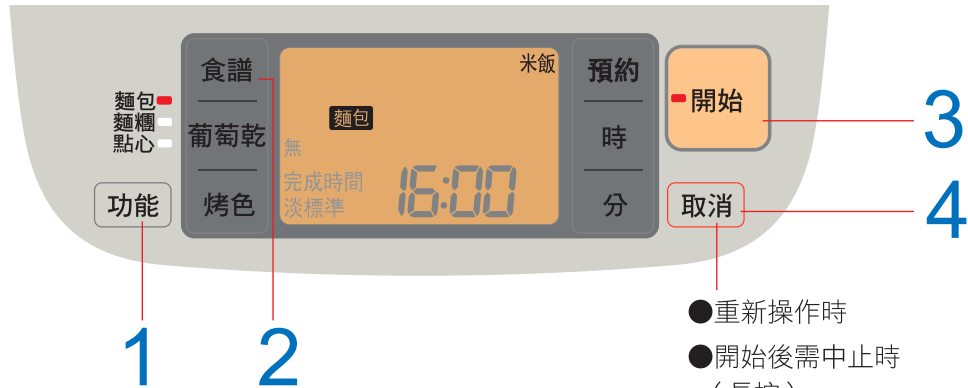 食譜
葡萄乾
烤色
米飯
麵包
無
完成時間 16:00
淡標準
預約
時
分
開始
麵包
麵糰
點心
功能
取消
3
4
1
2
●重新操作時
●開始後需中止時
(長按)